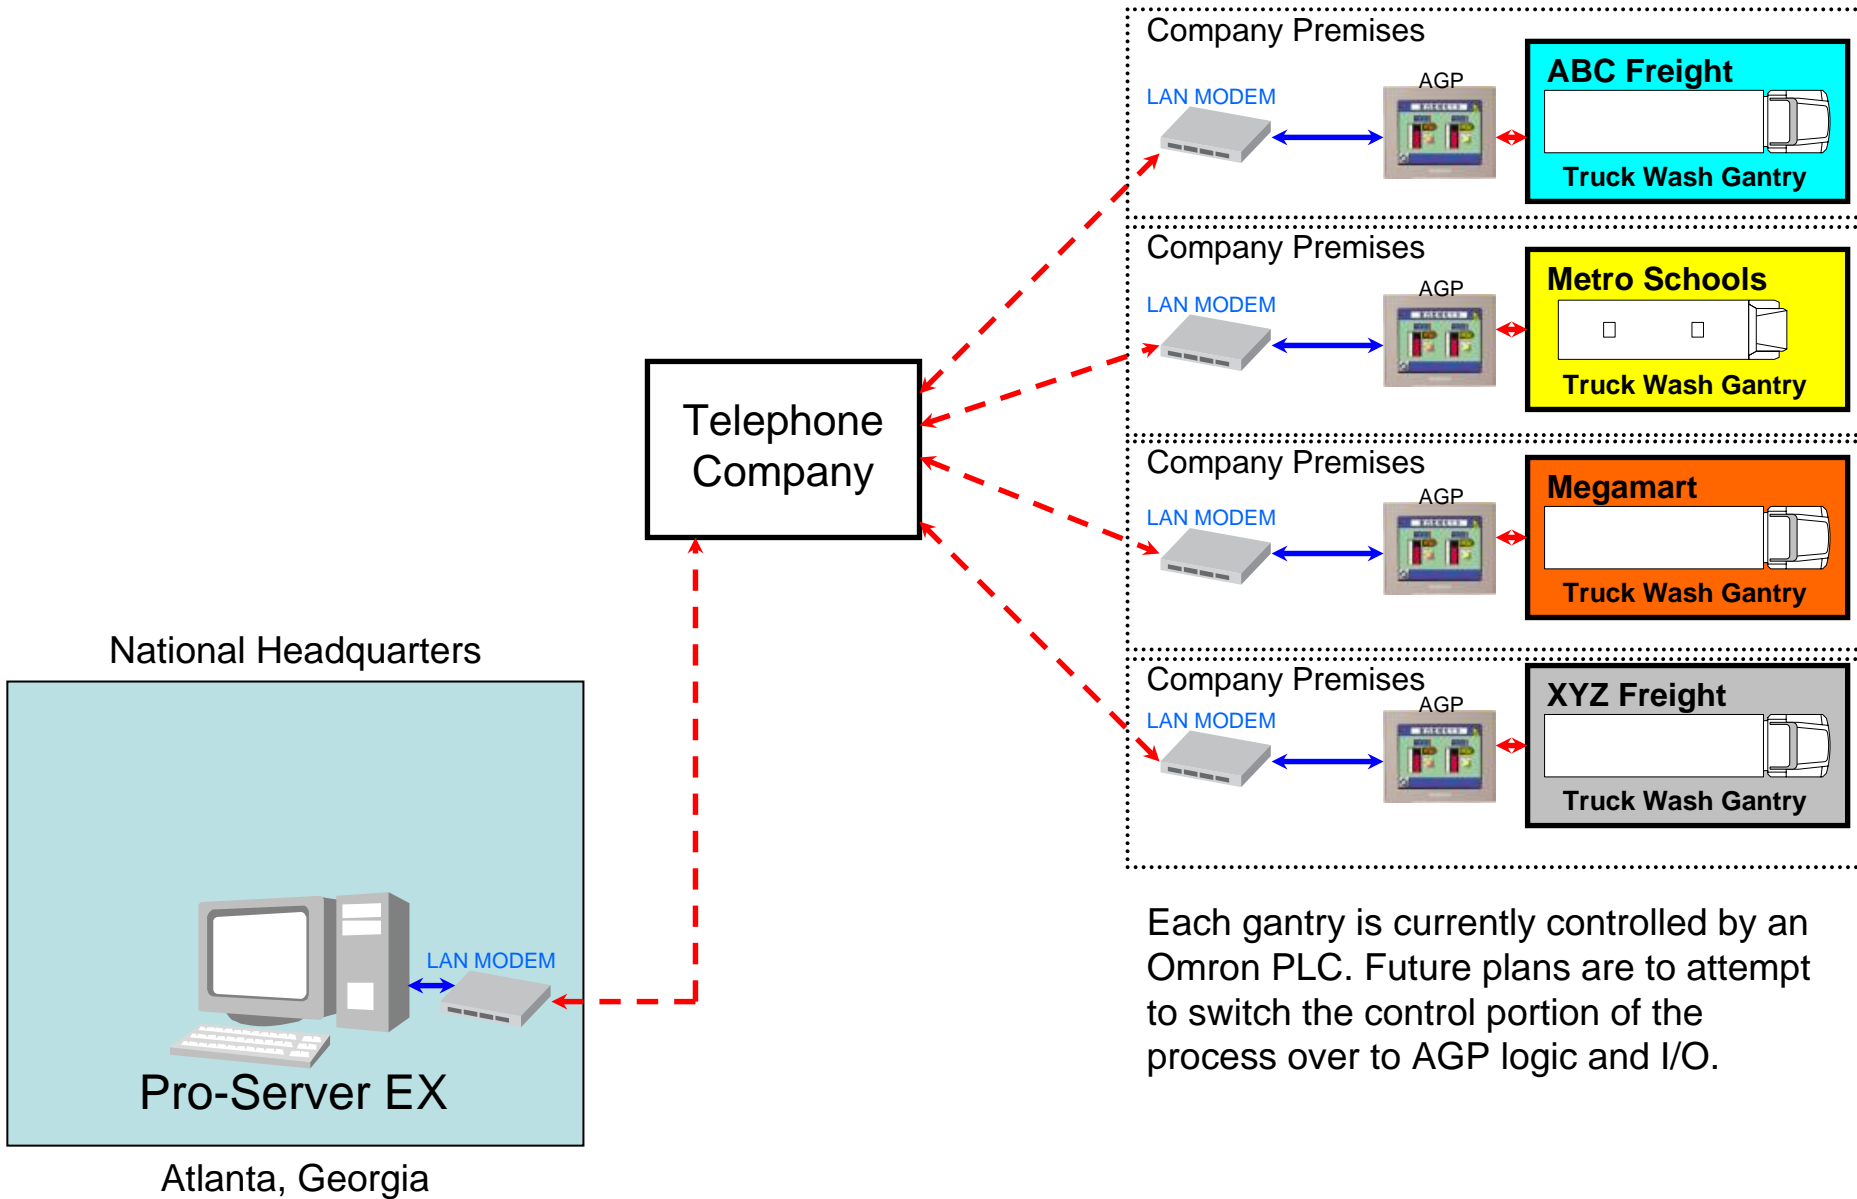 Company Premises
AGP
LAN MODEM
ABC Freight
Truck Wash Gantry
Company Premises
AGP
LAN MODEM
Metro Schools
Truck Wash Gantry
Telephone
Company
Company Premises
AGP
LAN MODEM
Megamart
Truck Wash Gantry
Company Premises
AGP
LAN MODEM
XYZ Freight
Truck Wash Gantry
National Headquarters
LAN MODEM
Pro-Server EX
Atlanta, Georgia
Each gantry is currently controlled by an
Omron PLC. Future plans are to attempt
to switch the control portion of the
process over to AGP logic and I/O.